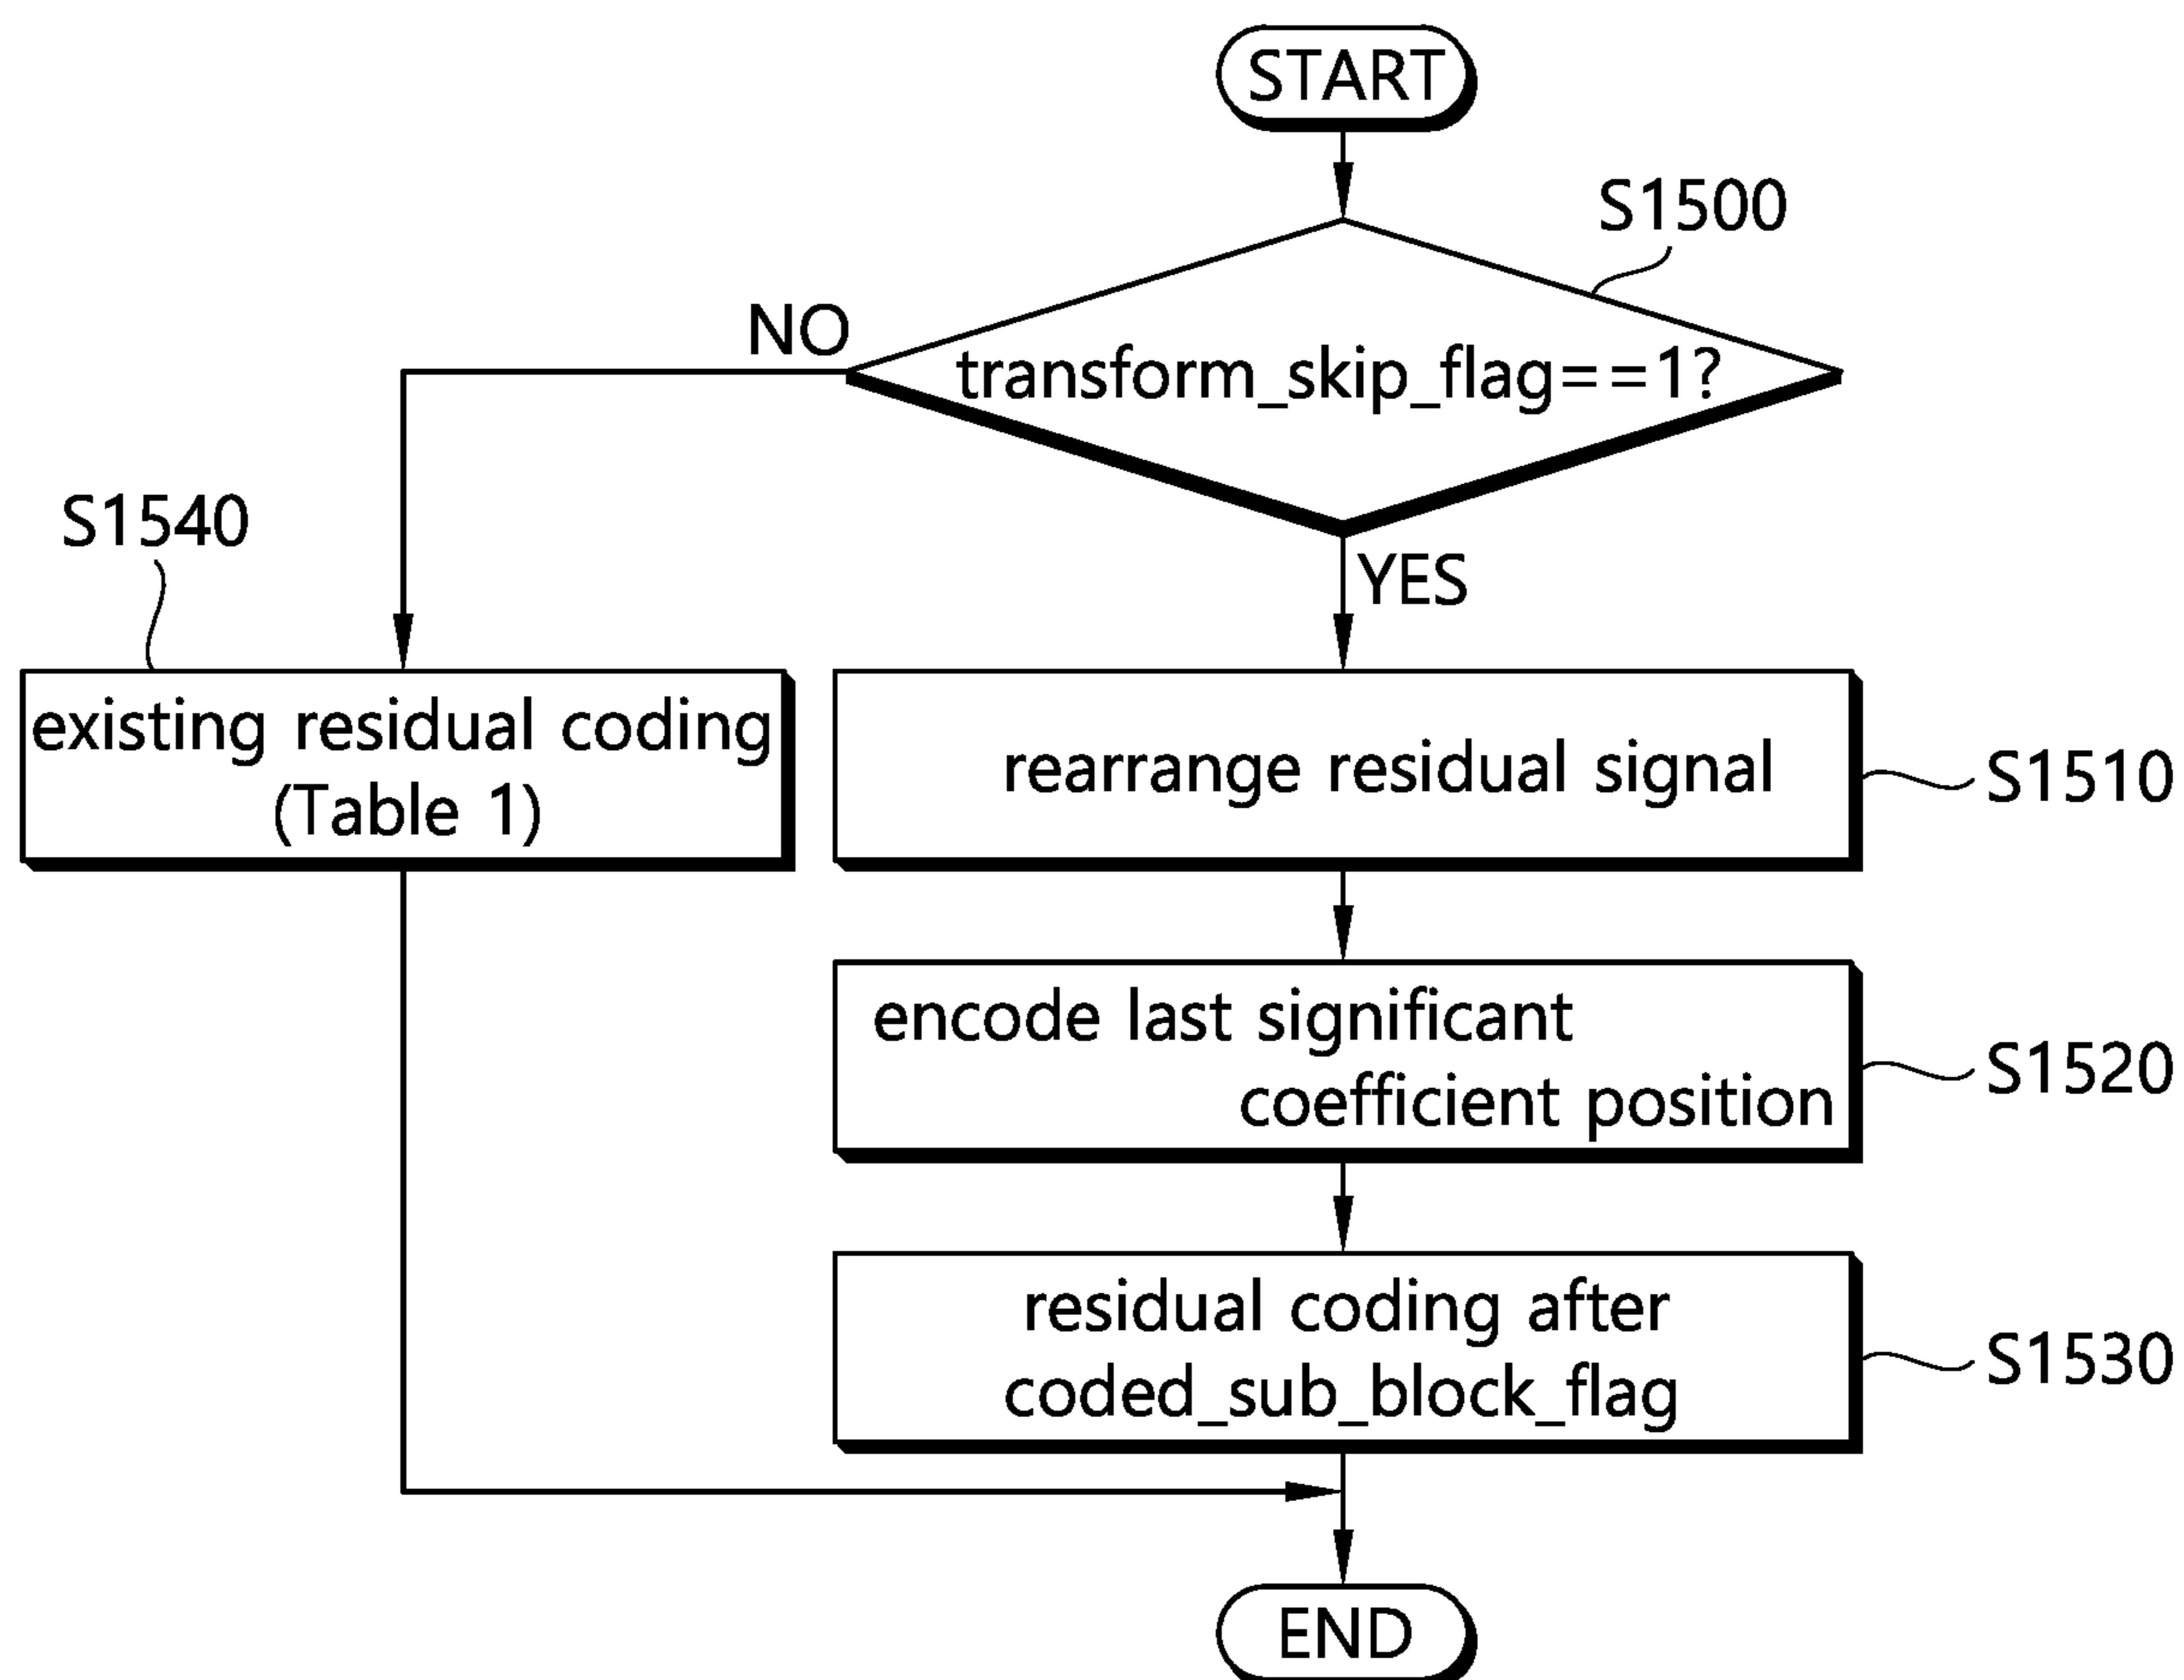 START
S1500
NO
transform_skip_flag==1?
S1540
YES
existing residual coding
(Table 1)
rearrange residual signal
S1510
encode last significant
coefficient position
S1520
residual coding after
coded_sub_block_flag
S1530
END